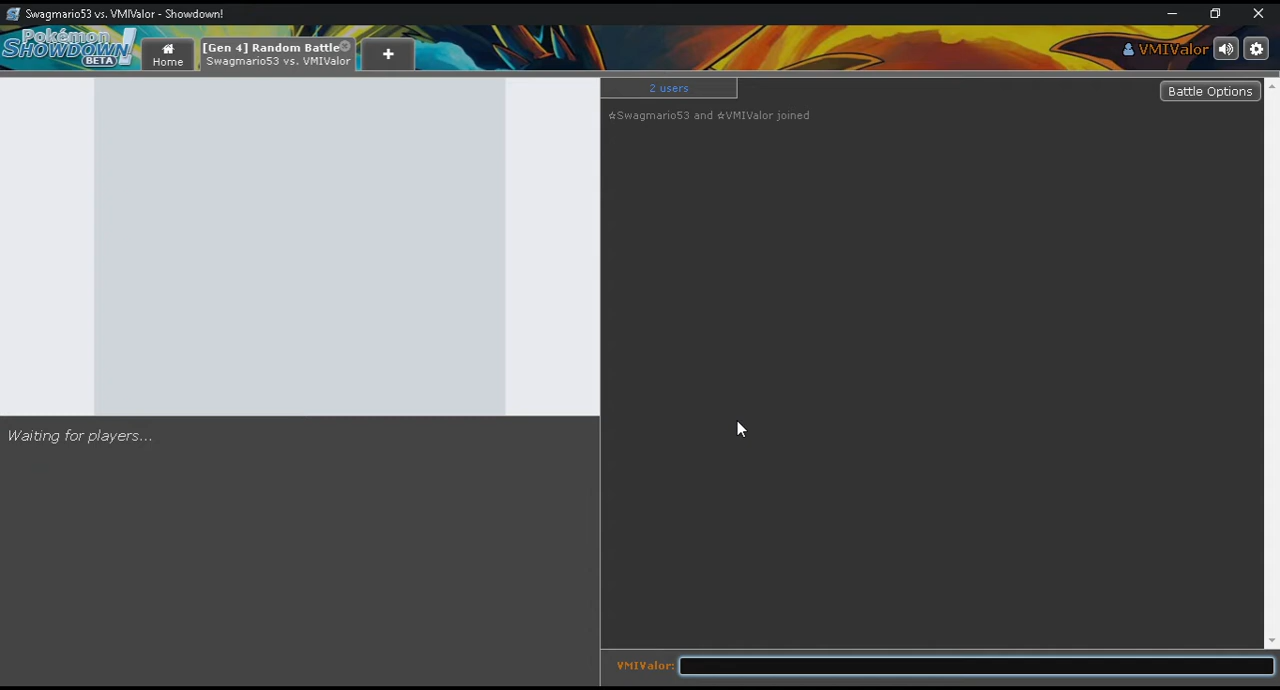 Swagmario53 vs. VMIValor - Showdown!
Pokémon
SHOWDOWN!
BETA
Home
[Gen 4] Random Battle
Swagmario53 vs. VMIValor
+
VMIValor
2 users
Battle Options
☆Swagmario53 and ☆VMIValor joined
Waiting for players...
VMIValor: